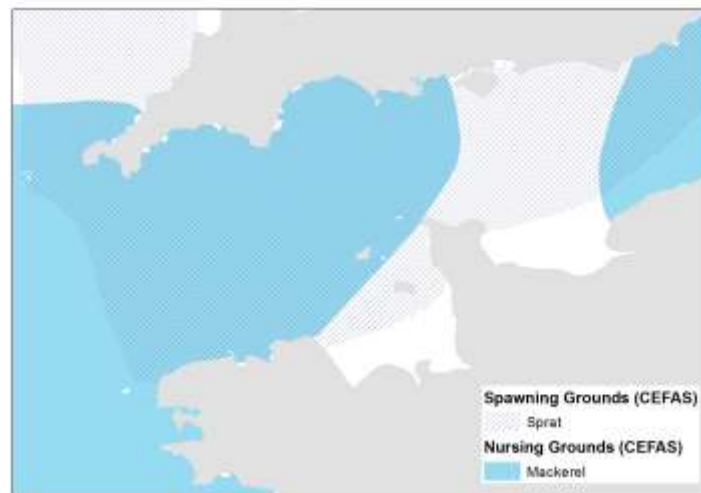 Spawning Grounds (CEFAS)
Sprat
Nursing Grounds (CEFAS)
Mackerel